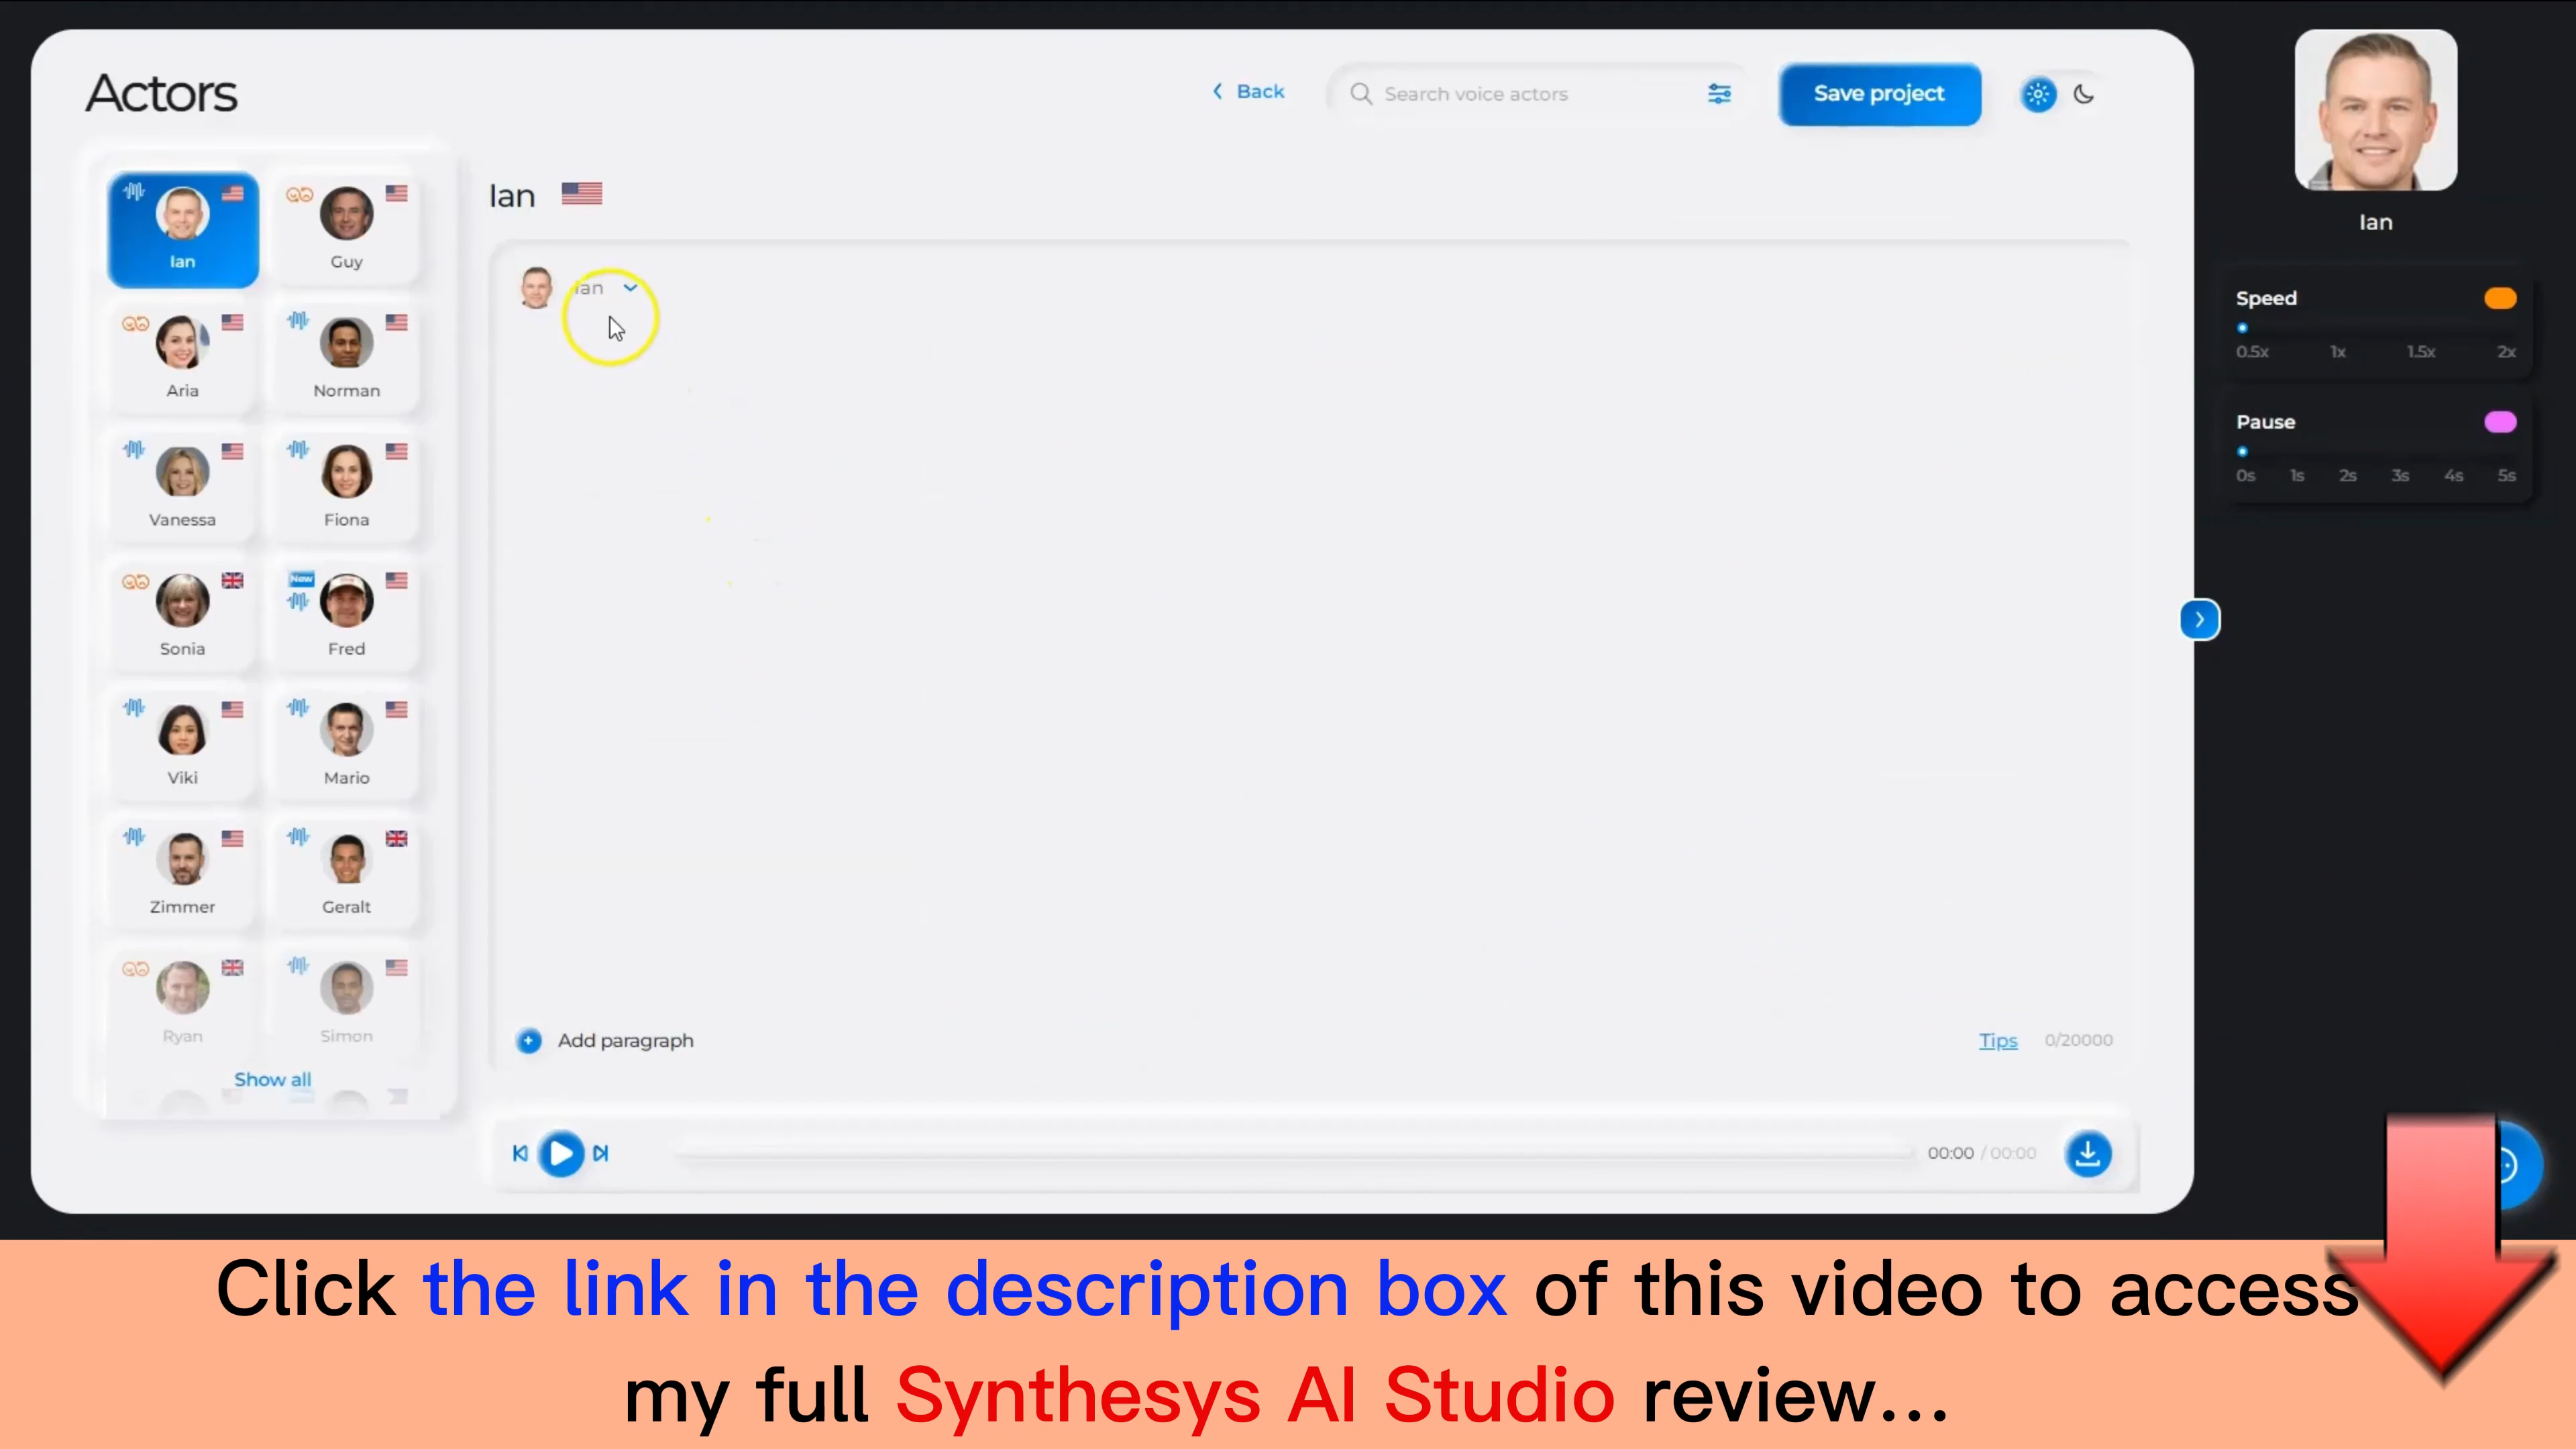 Actors
Back
Search voice actors
Save project
Ian
Guy
Aria
Norman
Vanessa
Fiona
Sonia
New
Fred
Viki
Mario
Zimmer
Geralt
Ryan
Simon
Show all
Ian
Ian
Add paragraph
Tips
0/20000
00:00 / 00:00
Ian
Speed
0.5x 1x 1.5x 2x
Pause
0s 1s 2s 3s 4s 5s
Click the link in the description box of this video to access
my full Synthesys AI Studio review...